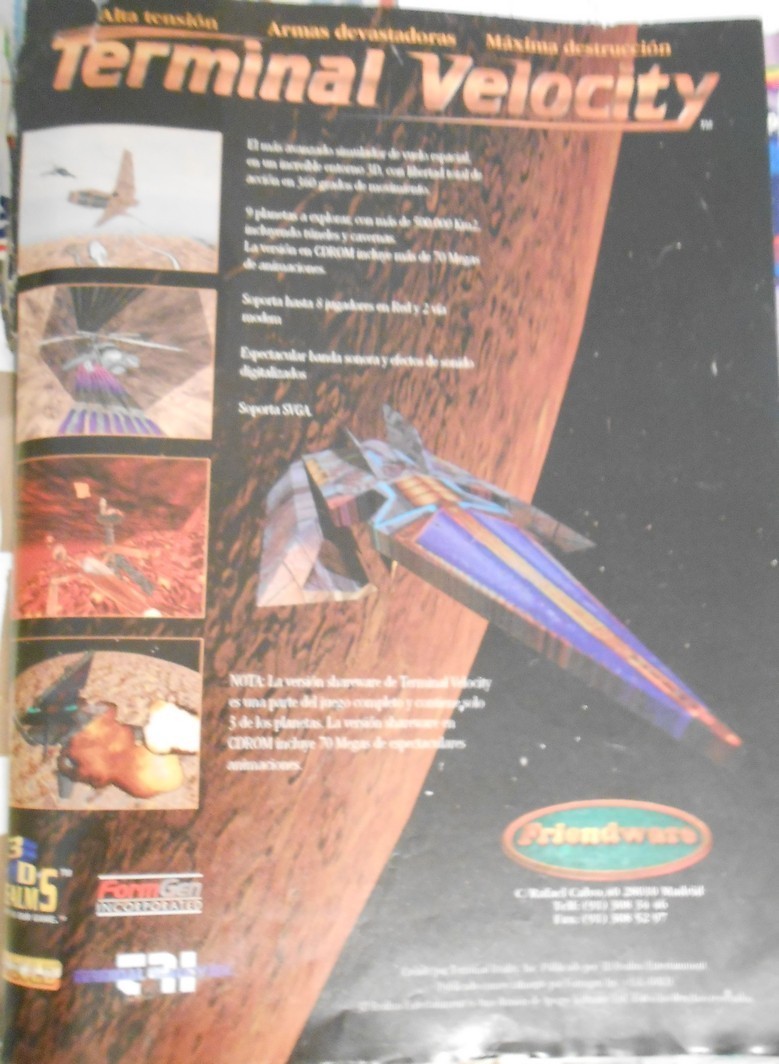 Alta tensión Armas devastadoras Máxima destrucción
Terminal Velocity™
El más avanzado simulador de vuelo espacial,
en un increíble entorno 3D, con libertad total de
acción en 360 grados de movimiento.
9 planetas a explorar, con más de 500.000 Km2,
incluyendo túneles y cavernas.
La versión en CDROM incluye más de 70 Megas
de animaciones.
Soporta hasta 8 jugadores en Red y 2 vía
modem
Espectacular banda sonora y efectos de sonido
digitalizados
Soporta SVGA
NOTA: La versión shareware de Terminal Velocity
es una parte del juego completo y contiene solo
3 de los planetas. La versión shareware en
CDROM incluye 70 Megas de espectaculares
animaciones.
Friendware
C/Rafael Calvo, 28010 Madrid
Telf: (91) 308 34 46
Fax: (91) 308 52 97
3
D
ALMS™
FormGen
INCORPORATED